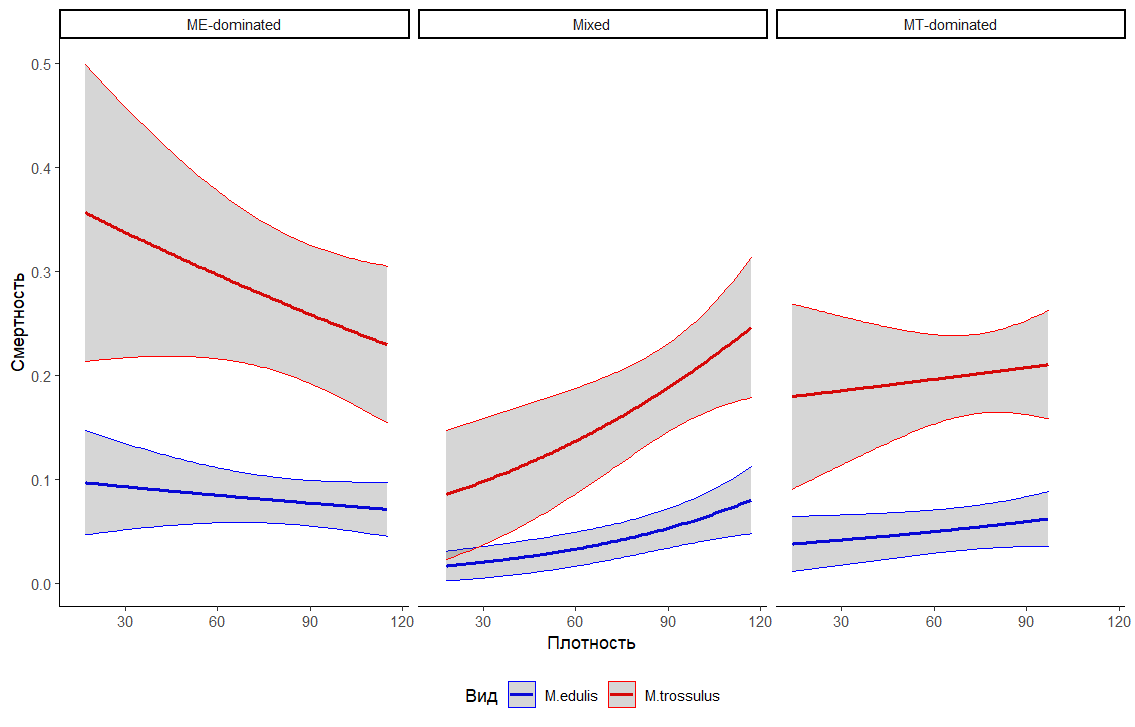 ME-dominated Mixed MT-dominated
0.5
0.4
0.3
0.2
0.1
0.0
Смертность
30 60 90 120 30 60 90 120 30 60 90 120
Плотность
Вид M.edulis M.trossulus